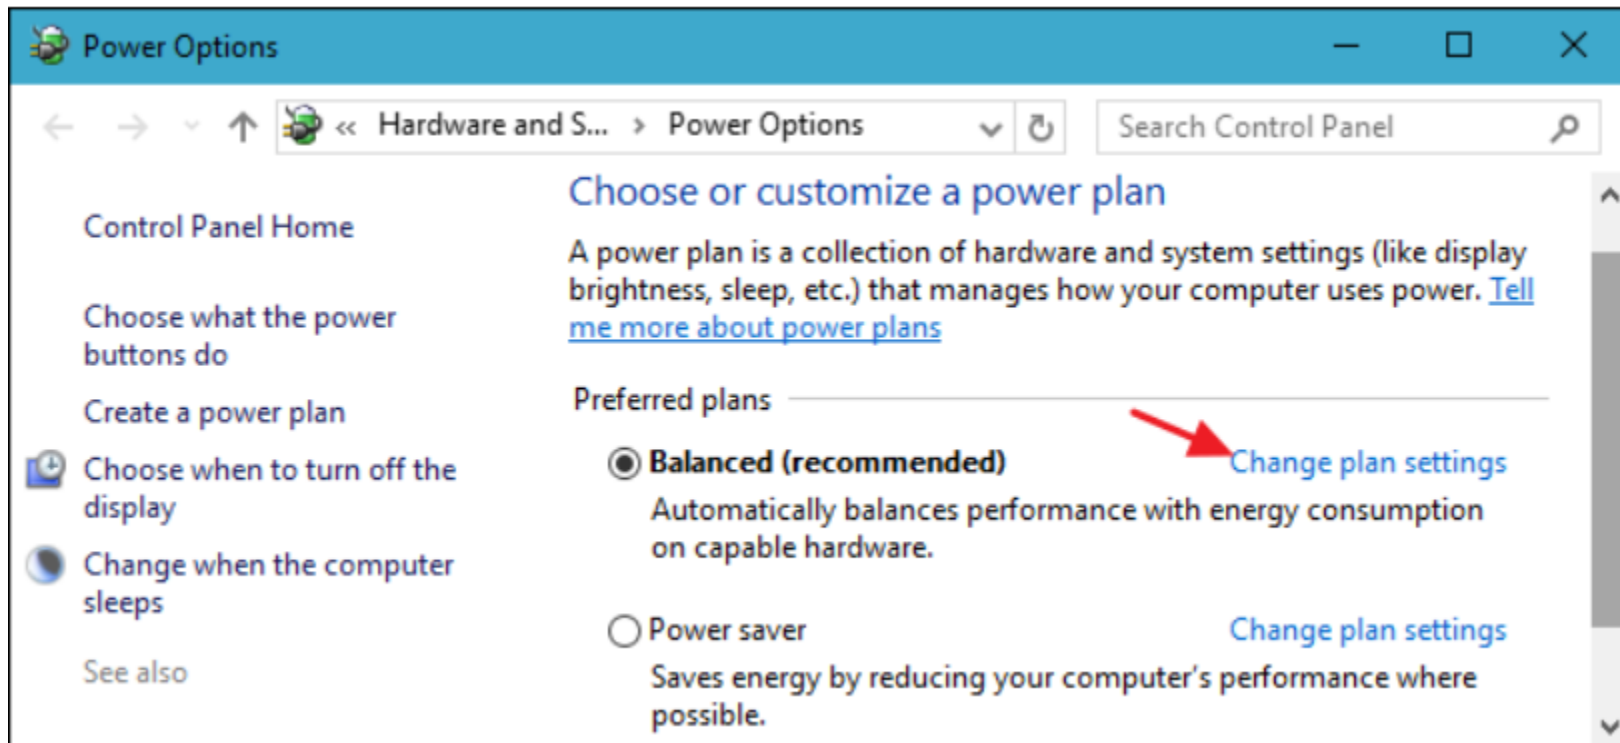 Power Options
« Hardware and S... › Power Options
Search Control Panel
Control Panel Home
Choose what the power
buttons do
Create a power plan
Choose when to turn off the
display
Change when the computer
sleeps
See also
Choose or customize a power plan
A power plan is a collection of hardware and system settings (like display
brightness, sleep, etc.) that manages how your computer uses power. Tell
me more about power plans
Preferred plans
Balanced (recommended)
Change plan settings
Automatically balances performance with energy consumption
on capable hardware.
Power saver
Change plan settings
Saves energy by reducing your computer's performance where
possible.